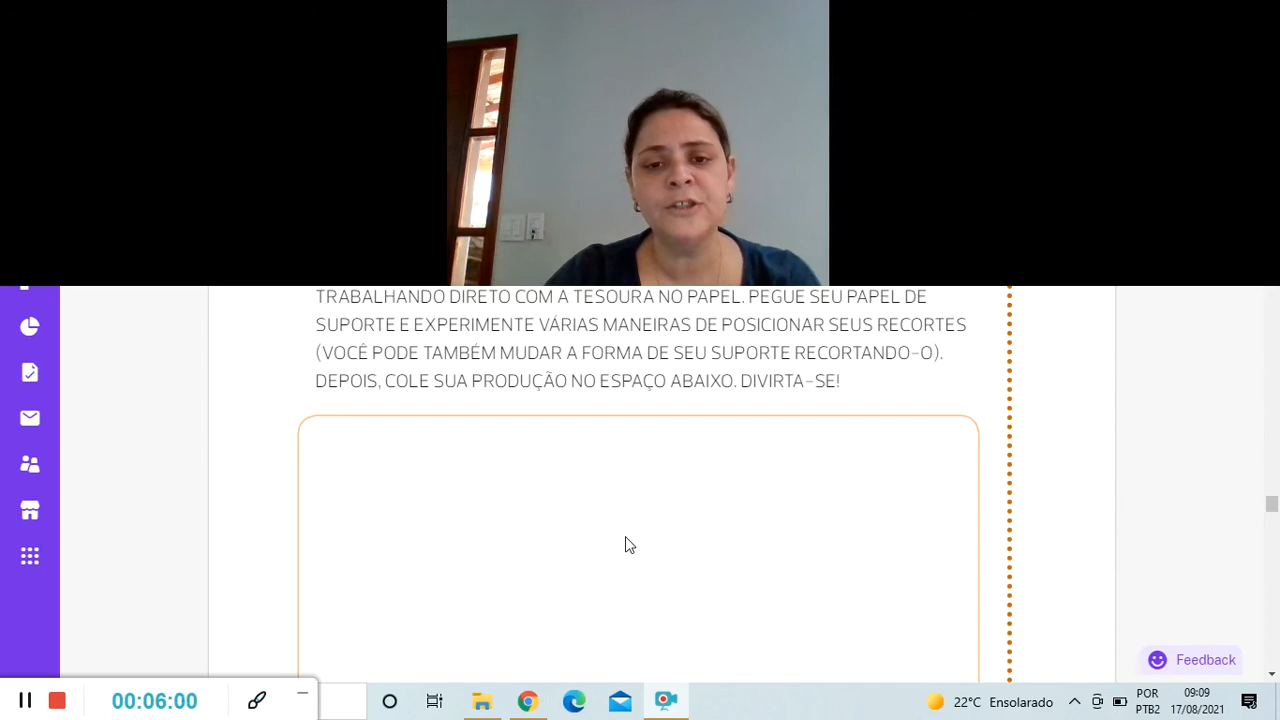 TRABALHANDO DIRETO COM A TESOURA NO PAPEL. PEGUE SEU PAPEL DE
SUPORTE E EXPERIMENTE VÁRIAS MANEIRAS DE POSICIONAR SEUS RECORTES
(VOCÊ PODE TAMBÉM MUDAR A FORMA DE SEU SUPORTE RECORTANDO-O).
DEPOIS, COLE SUA PRODUÇÃO NO ESPAÇO ABAIXO. DIVIRTA-SE!
Feedback
00:06:00
22°C Ensolarado
POR
PTB2
09:09
17/08/2021